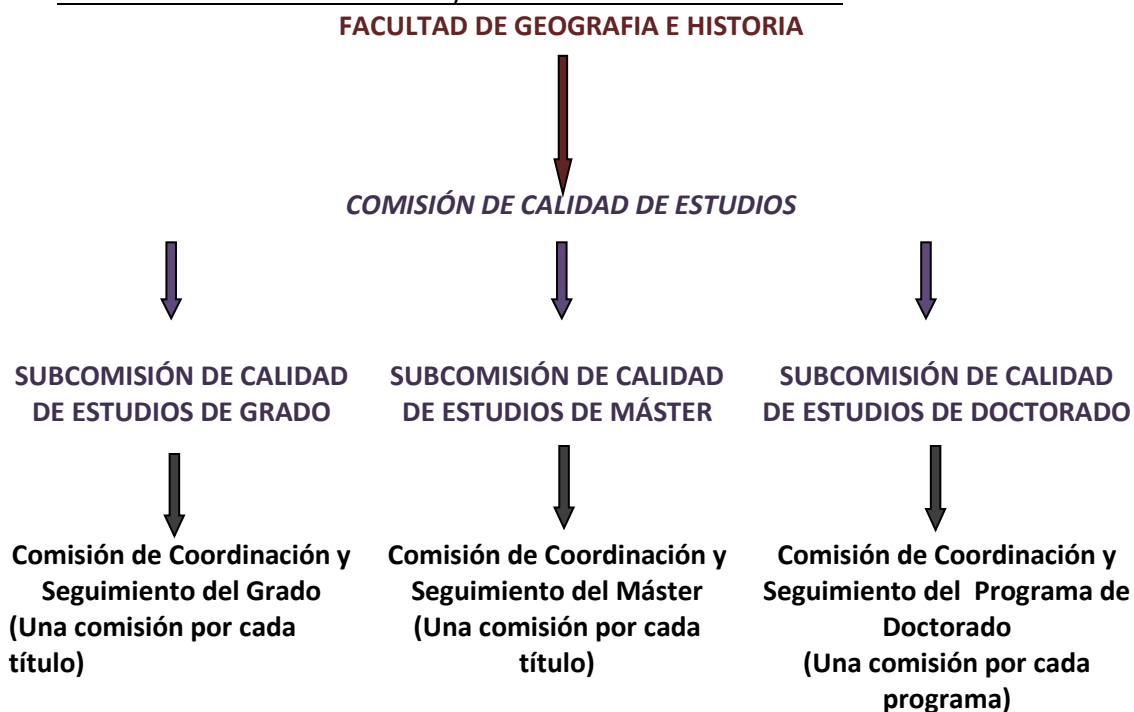 FACULTAD DE GEOGRAFIA E HISTORIA
COMISIÓN DE CALIDAD DE ESTUDIOS
SUBCOMISIÓN DE CALIDAD
DE ESTUDIOS DE GRADO
SUBCOMISIÓN DE CALIDAD
DE ESTUDIOS DE MÁSTER
SUBCOMISIÓN DE CALIDAD
DE ESTUDIOS DE DOCTORADO
Comisión de Coordinación y
Seguimiento del Grado
(Una comisión por cada
título)
Comisión de Coordinación y
Seguimiento del Máster
(Una comisión por cada
título)
Comisión de Coordinación y
Seguimiento del Programa de
Doctorado
(Una comisión por cada
programa)